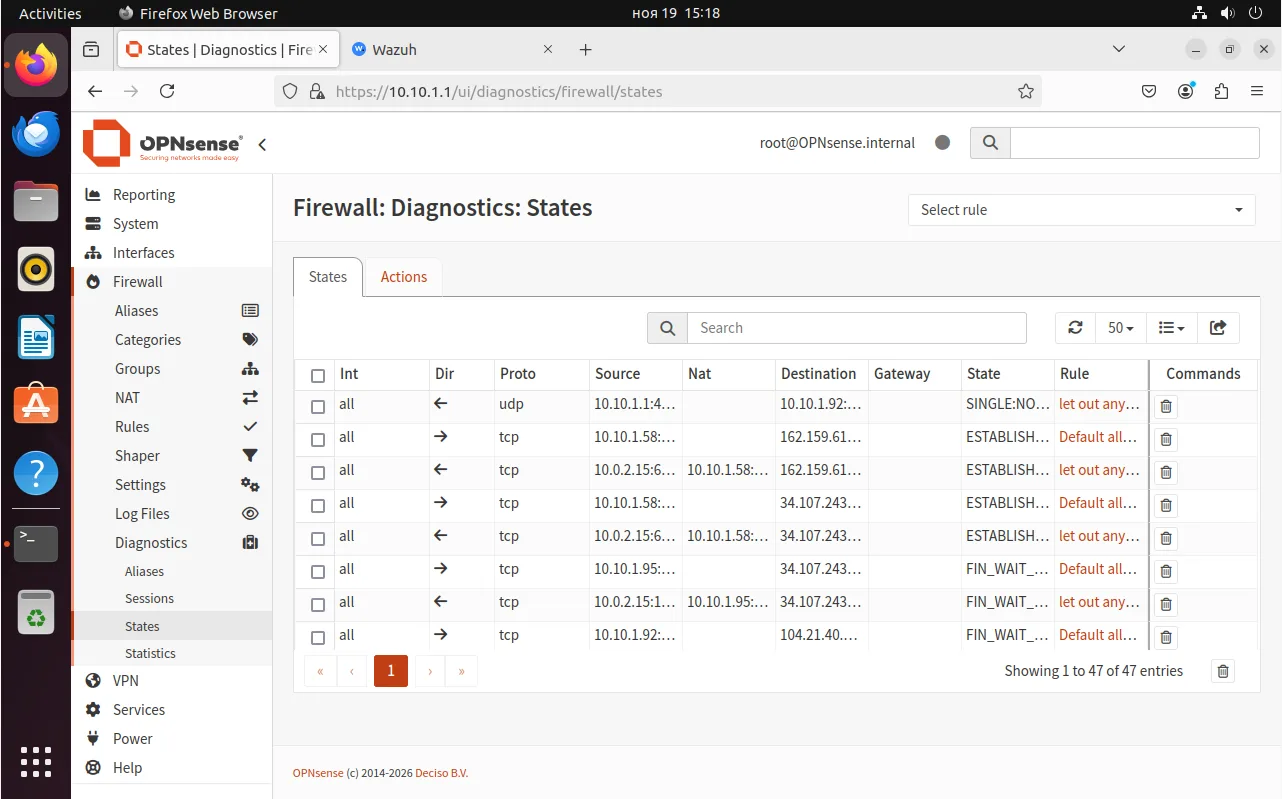 Activities Firefox Web Browser ноя 19 15:18
States | Diagnostics | Fire Wazuh
https://10.10.1.1/ui/diagnostics/firewall/states
OPNsense®
Securing networks made easy
root@OPNsense.internal
Reporting
System
Interfaces
Firewall
Aliases
Categories
Groups
NAT
Rules
Shaper
Settings
Log Files
Diagnostics
Aliases
Sessions
States
Statistics
VPN
Services
Power
Help
Firewall: Diagnostics: States
Select rule
States Actions
Search
50
Int Dir Proto Source Nat Destination Gateway State Rule Commands
all udp 10.10.1.1:4... 10.10.1.92:... SINGLE:NO... let out any...
all tcp 10.10.1.58:... 162.159.61... ESTABLISH... Default all...
all tcp 10.0.2.15:6... 10.10.1.58:... 162.159.61... ESTABLISH... let out any...
all tcp 10.10.1.58:... 34.107.243... ESTABLISH... Default all...
all tcp 10.0.2.15:6... 10.10.1.58:... 34.107.243... ESTABLISH... let out any...
all tcp 10.10.1.95:... 34.107.243... FIN_WAIT_... Default all...
all tcp 10.0.2.15:1... 10.10.1.95:... 34.107.243... FIN_WAIT_... let out any...
all tcp 10.10.1.92:... 104.21.40.... FIN_WAIT_... Default all...
« ‹ 1 › »
Showing 1 to 47 of 47 entries
OPNsense (c) 2014-2026 Deciso B.V.